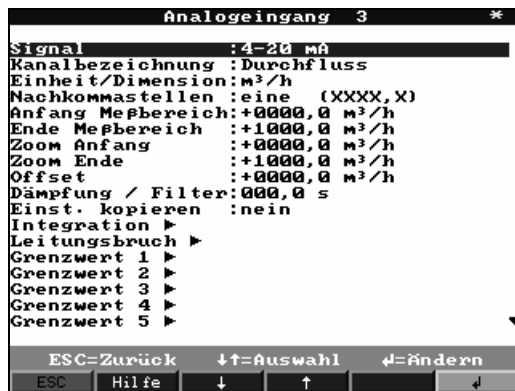 Analogeingang 3 *
Signal :4-20 mA
Kanalbezeichnung :Durchfluss
Einheit/Dimension:m³/h
Nachkommastellen :eine (XXXX,X)
Anfang Meßbereich:+0000,0 m³/h
Ende Meßbereich :+1000,0 m³/h
Zoom Anfang :+0000,0 m³/h
Zoom Ende :+1000,0 m³/h
Offset :+0000,0 m³/h
Dämpfung / Filter:000,0 s
Einst. kopieren :nein
Integration ►
Leitungsbruch ►
Grenzwert 1 ►
Grenzwert 2 ►
Grenzwert 3 ►
Grenzwert 4 ►
Grenzwert 5 ►
ESC=Zurück ↓↑=Auswahl ↲=Ändern
ESC Hilfe ↓ ↑ ↲